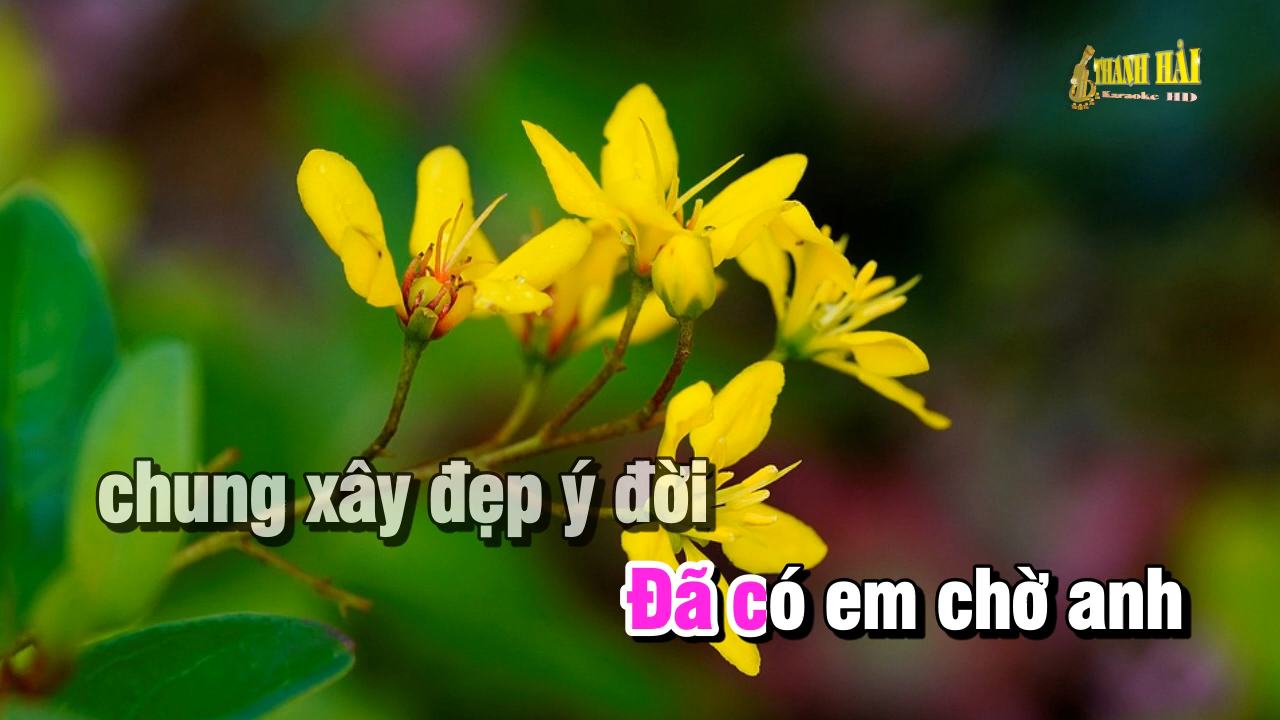 THANH HẢI
Karaoke HD
chung xây đẹp ý đời
Đã có em chờ anh